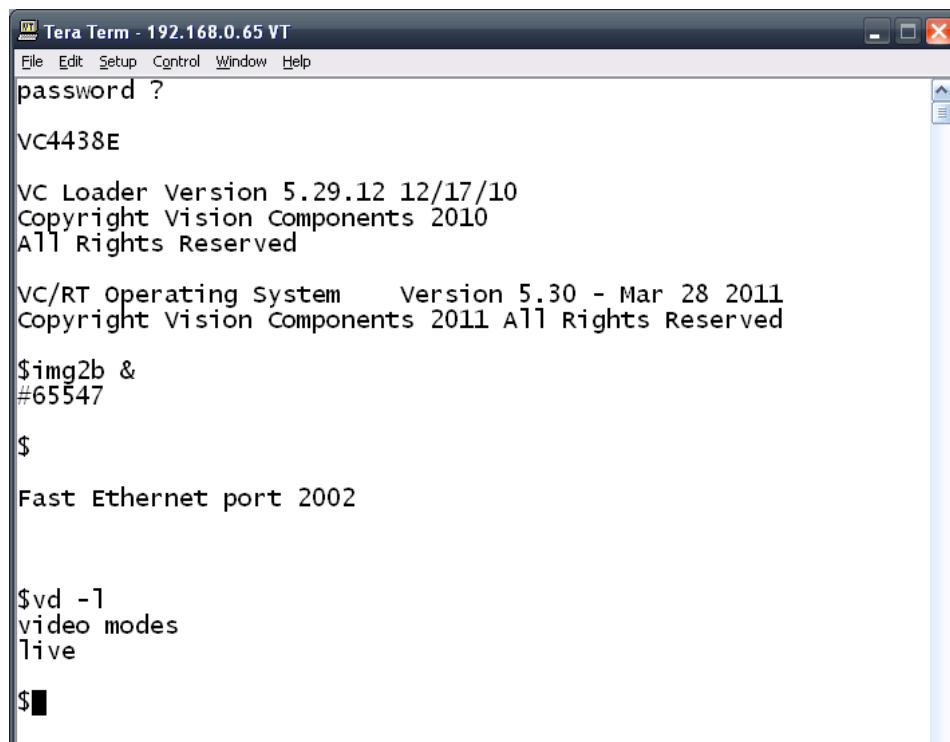 Tera Term - 192.168.0.65 VT
File Edit Setup Control Window Help
password ?
VC4438E
VC Loader Version 5.29.12 12/17/10
Copyright Vision Components 2010
All Rights Reserved
VC/RT Operating System    Version 5.30 - Mar 28 2011
Copyright Vision Components 2011 All Rights Reserved
$img2b &
#65547
$
Fast Ethernet port 2002
$vd -l
video modes
live
$